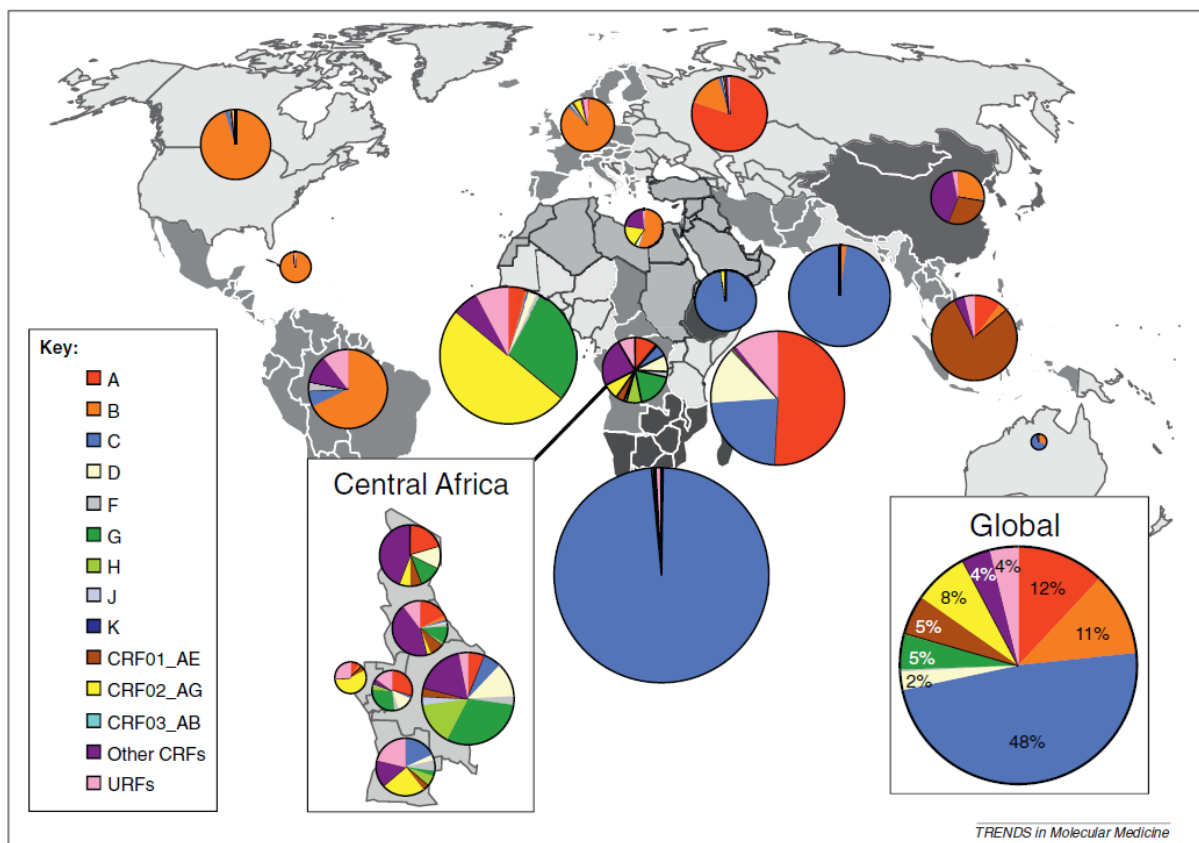 Key:
A
B
C
D
F
G
H
J
K
CRF01_AE
CRF02_AG
CRF03_AB
Other CRFs
URFs
Central Africa
Global
4%
4%
12%
8%
11%
5%
5%
2%
48%
TRENDS in Molecular Medicine